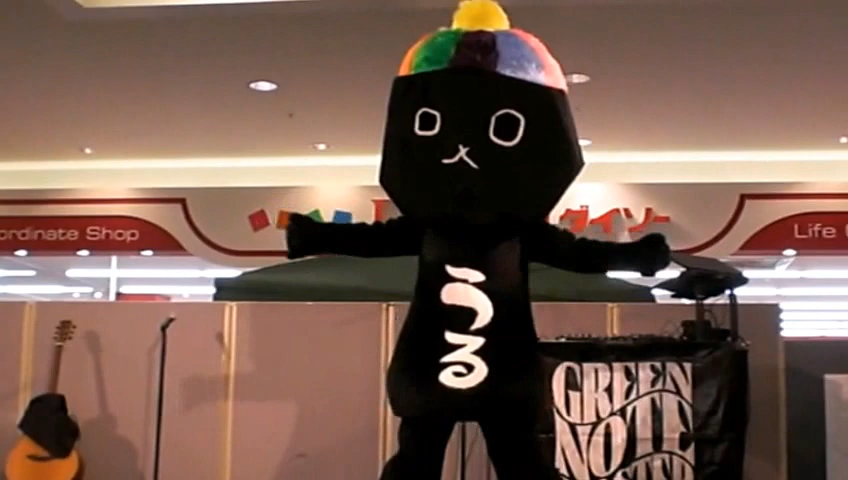 ordinate Shop
ダイソー
Life
うる
GREEN
NOTE